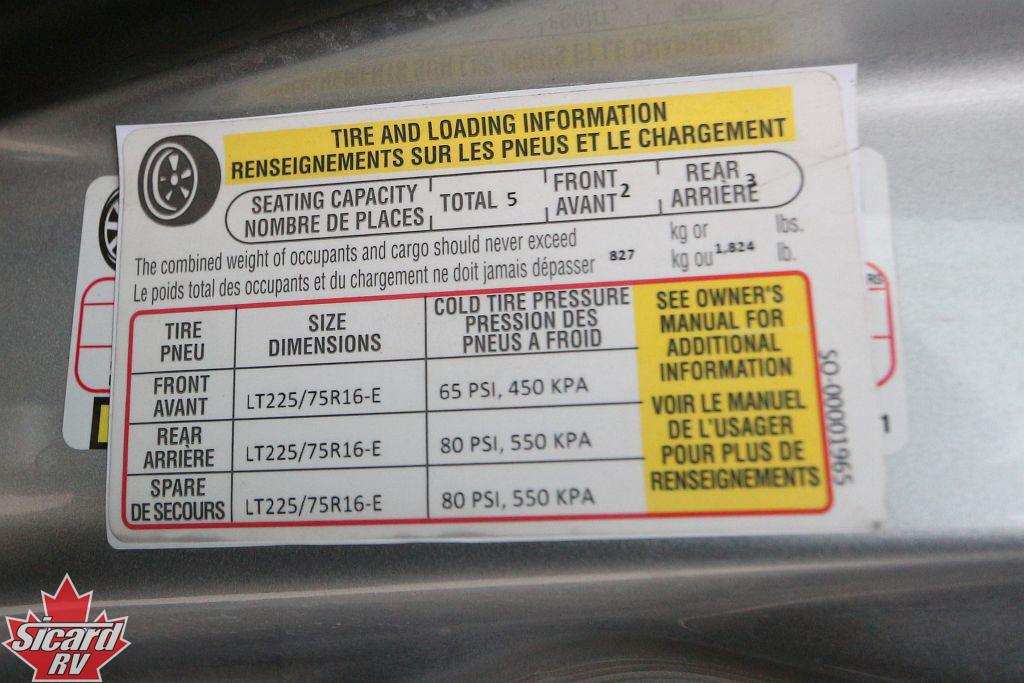 TIRE AND LOADING INFORMATION
RENSEIGNEMENTS SUR LES PNEUS ET LE CHARGEMENT
SEATING CAPACITY
NOMBRE DE PLACES
TOTAL 5
FRONT
AVANT 2
REAR
ARRIÈRE 3
The combined weight of occupants and cargo should never exceed
Le poids total des occupants et du chargement ne doit jamais dépasser
827
kg or
kg ou
1,824
lbs.
lb.
TIRE
PNEU
SIZE
DIMENSIONS
COLD TIRE PRESSURE
PRESSION DES
PNEUS A FROID
FRONT
AVANT
LT225/75R16-E
65 PSI, 450 KPA
REAR
ARRIÈRE
LT225/75R16-E
80 PSI, 550 KPA
SPARE
DE SECOURS
LT225/75R16-E
80 PSI, 550 KPA
SEE OWNER'S
MANUAL FOR
ADDITIONAL
INFORMATION
VOIR LE MANUEL
DE L'USAGER
POUR PLUS DE
RENSEIGNEMENTS
SO-00001965
RS
1
Sicard
RV